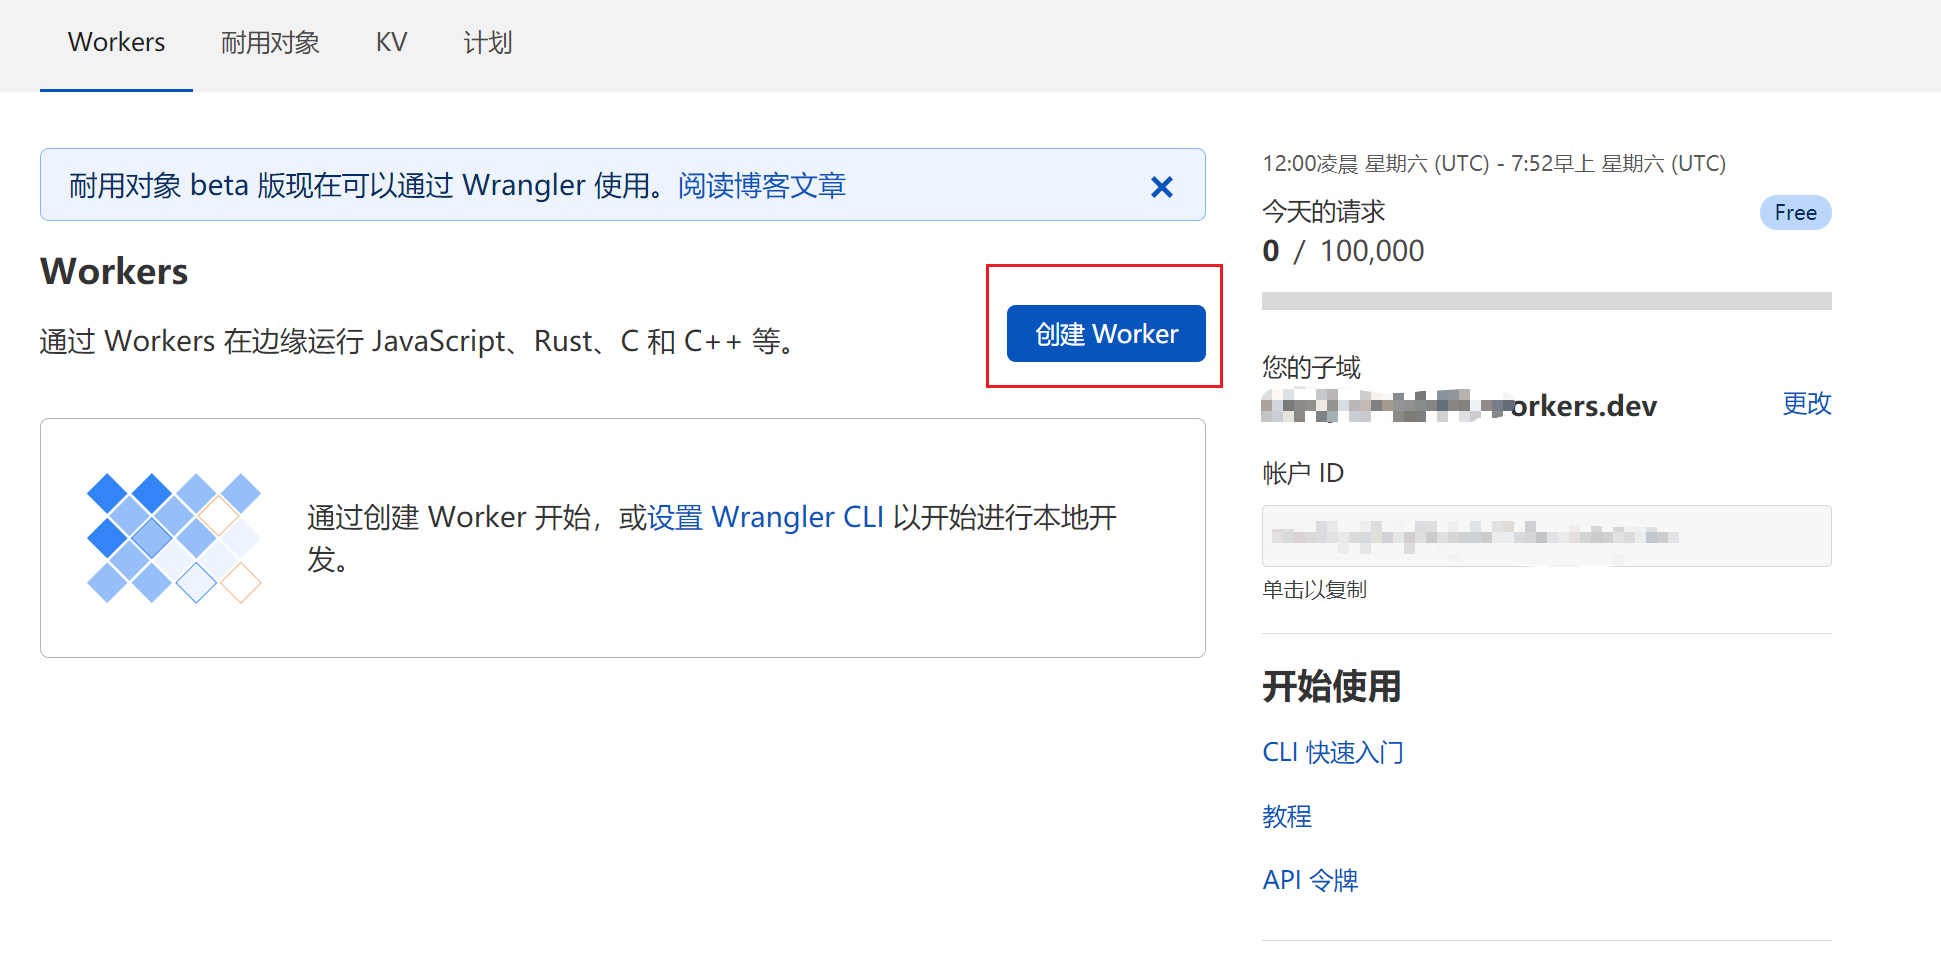 Workers 耐用对象 KV 计划
耐用对象 beta 版现在可以通过 Wrangler 使用。阅读博客文章
Workers
通过 Workers 在边缘运行 JavaScript、Rust、C 和 C++ 等。
创建 Worker
通过创建 Worker 开始，或设置 Wrangler CLI 以开始进行本地开
发。
12:00凌晨 星期六 (UTC) - 7:52早上 星期六 (UTC)
今天的请求
Free
0 / 100,000
您的子域
orkers.dev
更改
帐户 ID
单击以复制
开始使用
CLI 快速入门
教程
API 令牌